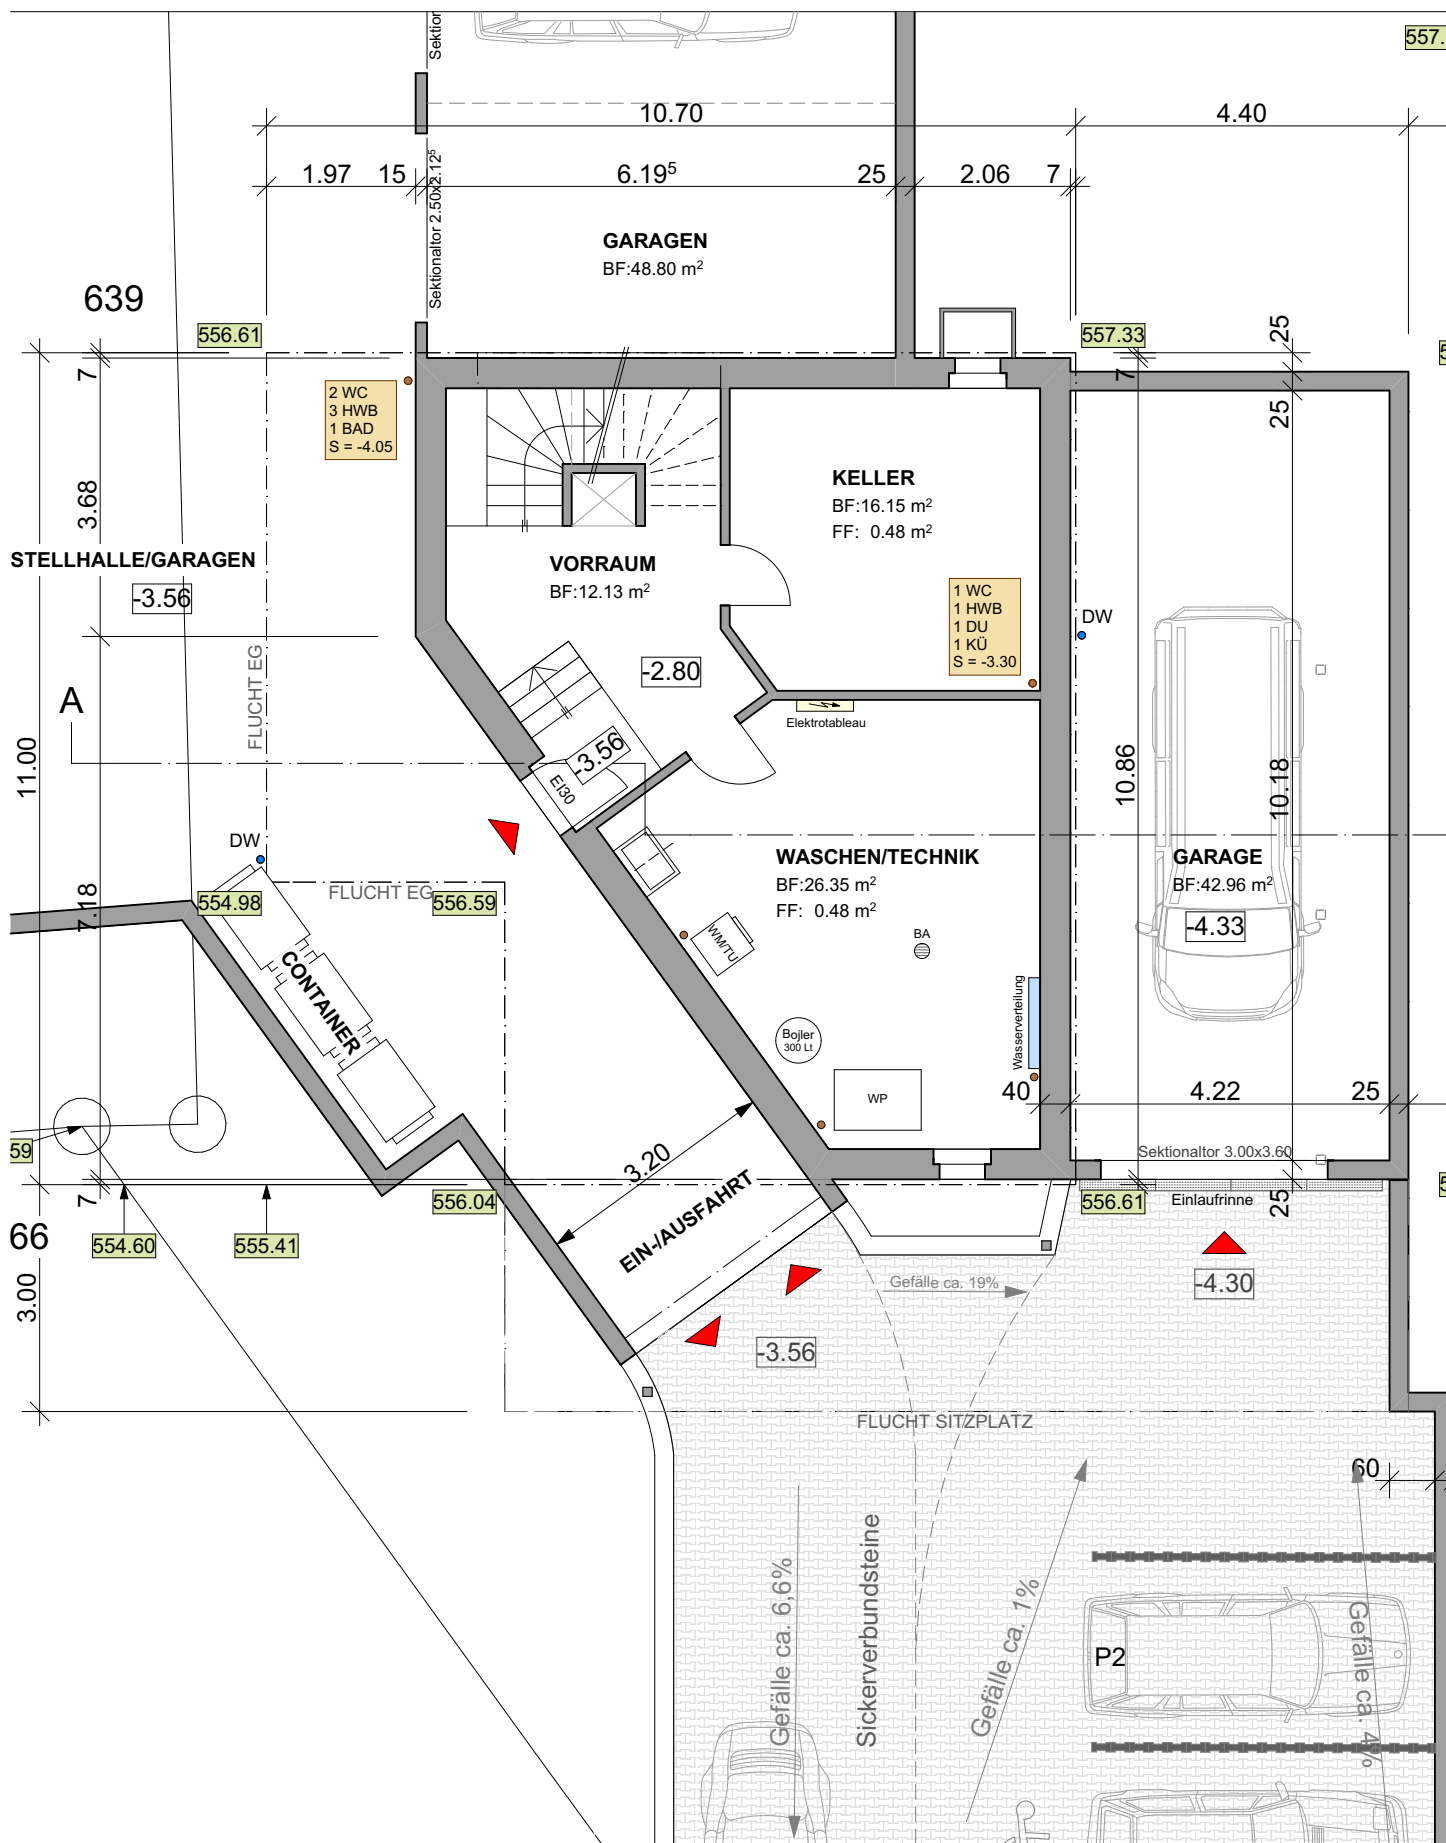 Sektion
557.
10.70
4.40
1.97
15
6.19⁵
25
2.06
7
Sektionaltor 2.50x2.12⁵
GARAGEN
BF:48.80 m²
639
556.61
557.33
25
7
7
25
2 WC
3 HWB
1 BAD
S = -4.05
KELLER
BF:16.15 m²
FF: 0.48 m²
3.68
STELLHALLE/GARAGEN
-3.56
VORRAUM
BF:12.13 m²
1 WC
1 HWB
1 DU
1 KÜ
S = -3.30
DW
-2.80
FLUCHT EG
A
Elektrotableau
-3.56
EI30
11.00
10.86
10.18
DW
WASCHEN/TECHNIK
BF:26.35 m²
FF: 0.48 m²
GARAGE
BF:42.96 m²
-4.33
7.18
554.98
FLUCHT EG
556.59
WM/TU
BA
CONTAINER
Wasserverteilung
Bojler
300 Lt
WP
40
4.22
25
59
3.20
Sektionaltor 3.00x3.60
7
556.04
556.61
Einlaufrinne
25
EIN-/AUSFAHRT
66
554.60
555.41
3.00
Gefälle ca. 19%
-4.30
-3.56
FLUCHT SITZPLATZ
60
Gefälle ca. 6,6%
Sickerverbundsteine
Gefälle ca. 1%
Gefälle ca. 4%
P2